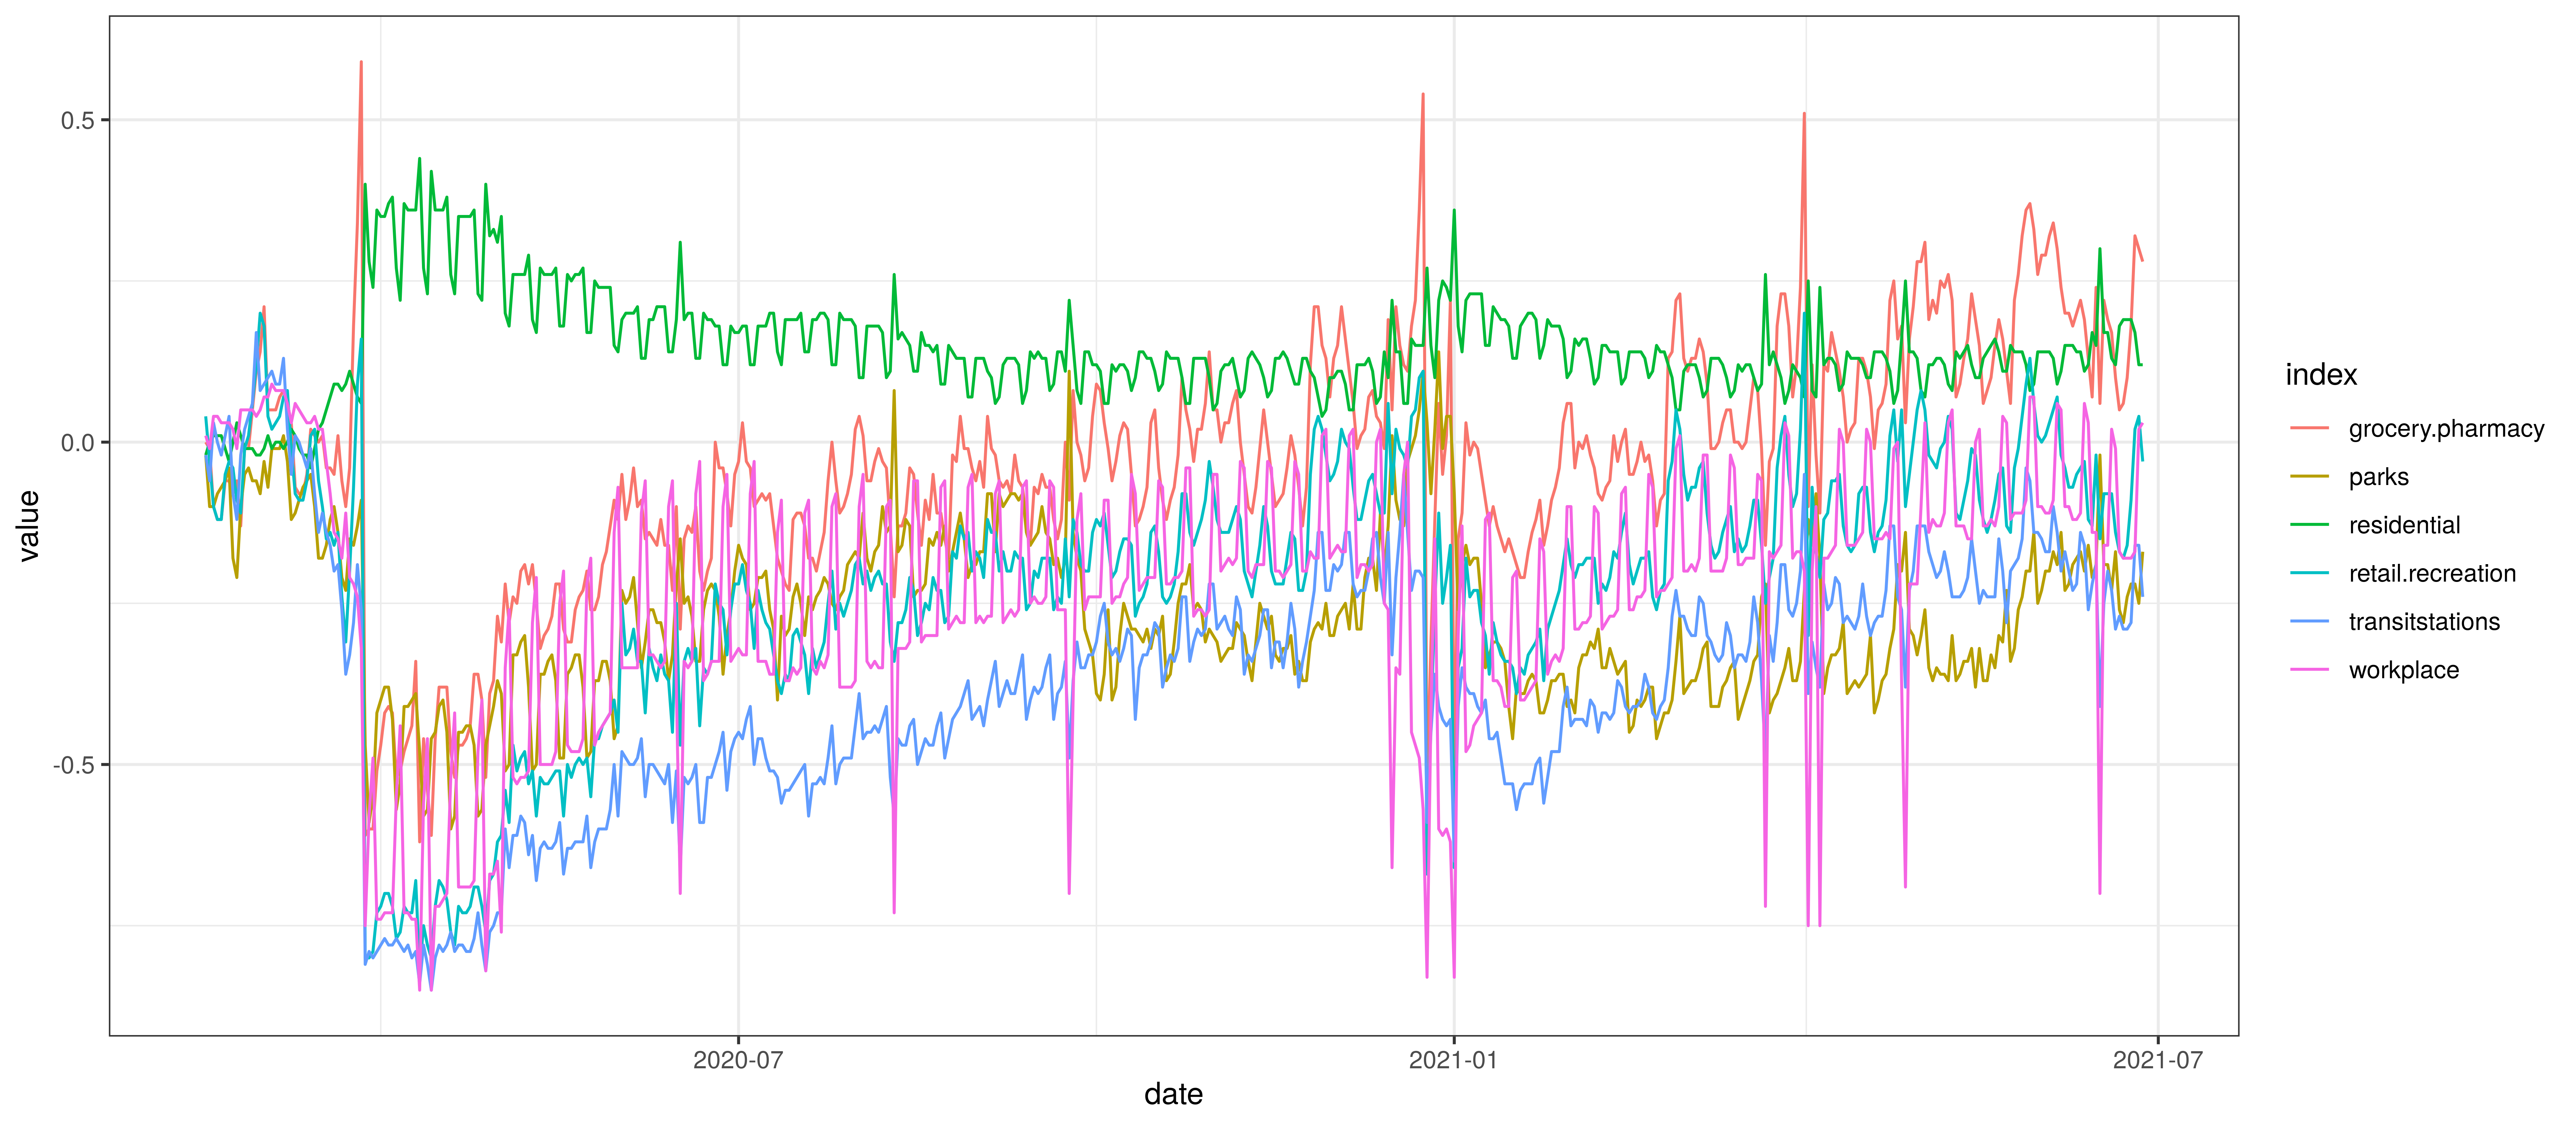 value
0.5
0.0
-0.5
2020-07
2021-01
2021-07
date
index
grocery.pharmacy
parks
residential
retail.recreation
transitstations
workplace